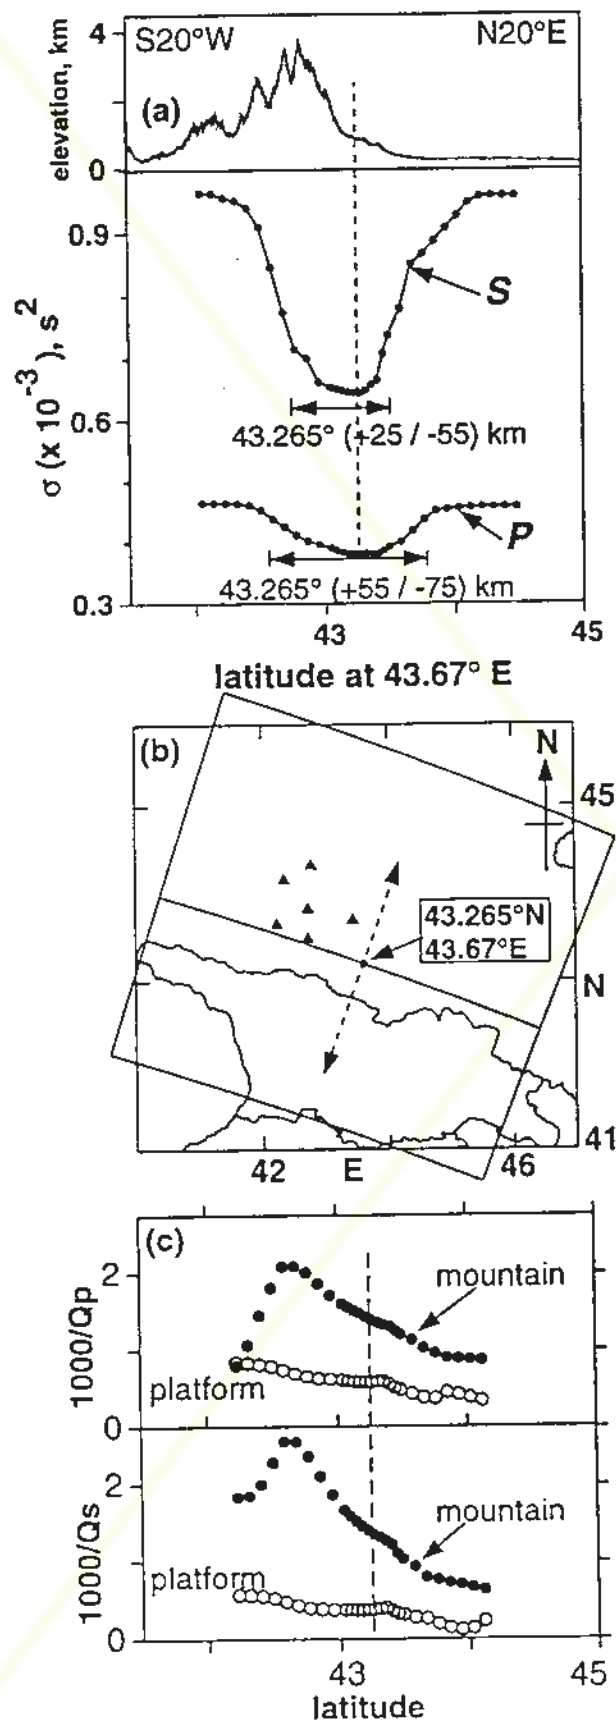 4
S20°W
N20°E
elevation, km
(a)
0
0.9
S
σ (x 10⁻³), s²
43.265° (+25 / -55) km
0.6
P
43.265° (+55 / -75) km
0.3
43
45
latitude at 43.67° E
(b)
N
45
43.265°N
43.67°E
N
41
42
E
46
(c)
2
mountain
1000/Qp
platform
0
2
mountain
1000/Qs
platform
0
43
45
latitude